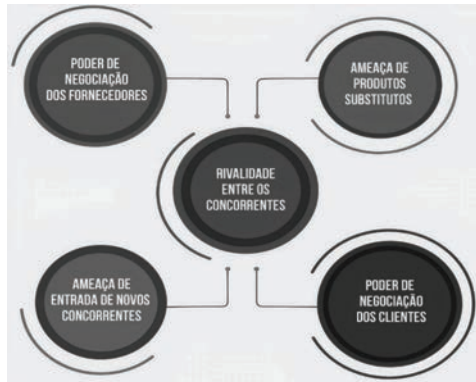 PODER DE
NEGOCIAÇÃO
DOS FORNECEDORES
AMEAÇA DE
PRODUTOS
SUBSTITUTOS
RIVALIDADE
ENTRE OS
CONCORRENTES
AMEAÇA DE
ENTRADA DE NOVOS
CONCORRENTES
PODER DE
NEGOCIAÇÃO
DOS CLIENTES